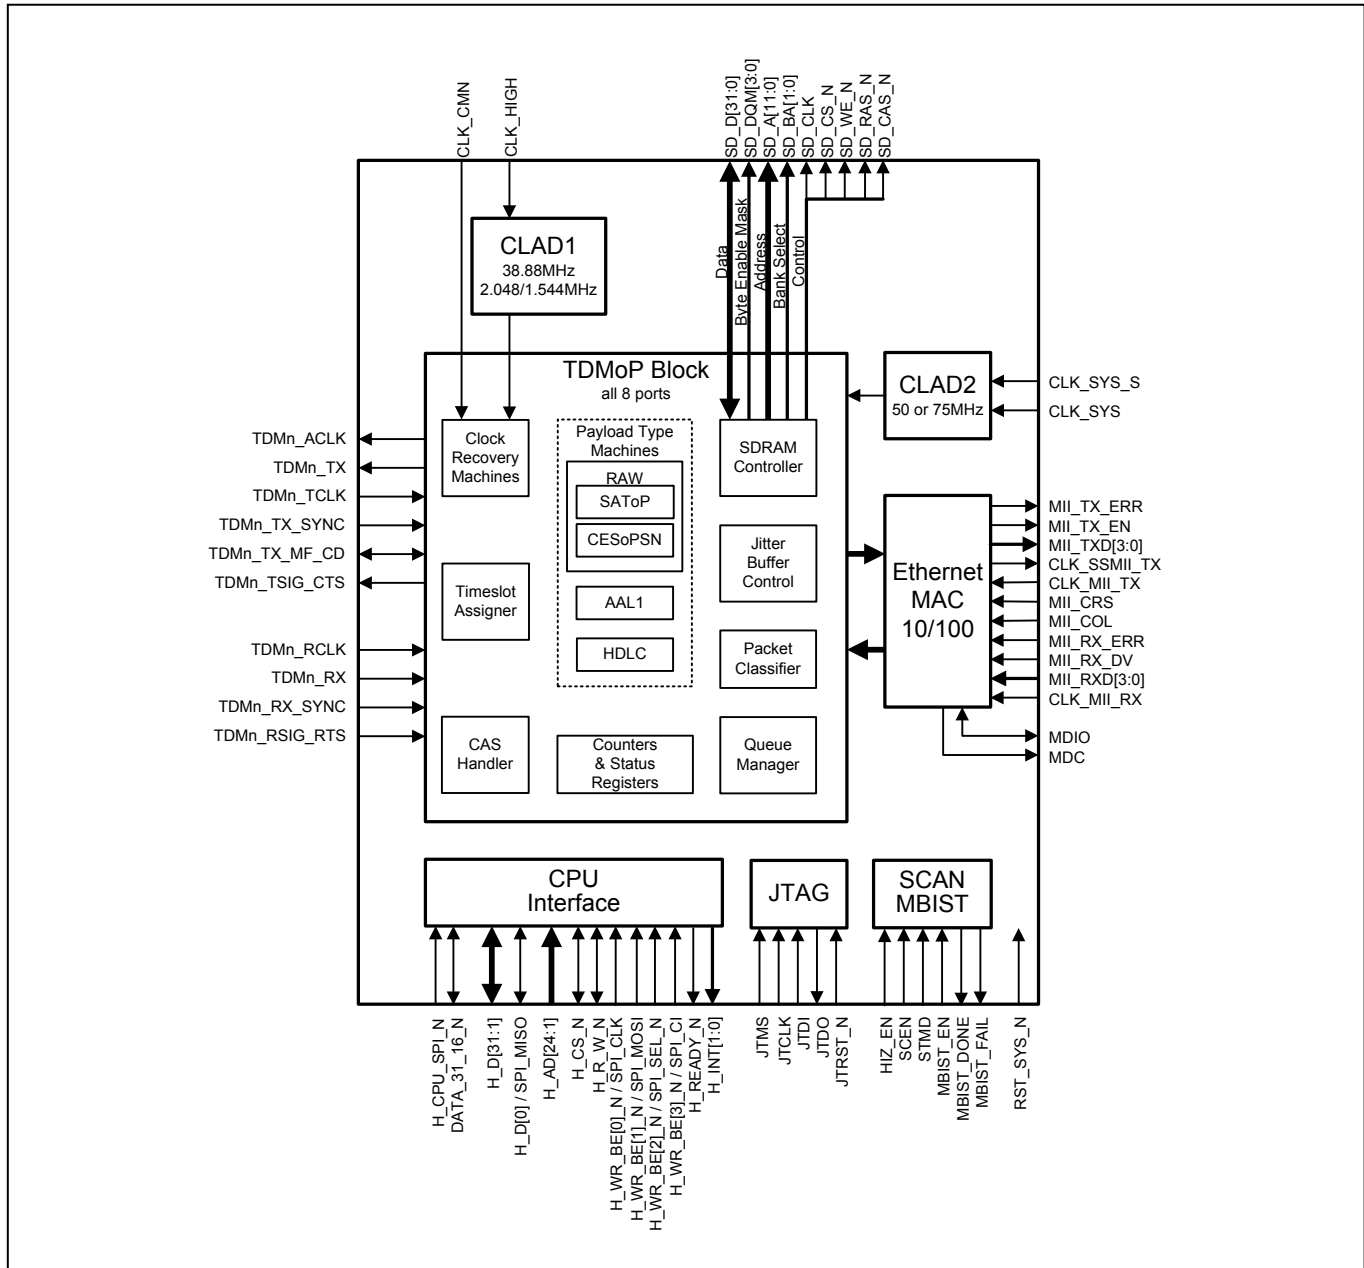 CLK_CMN
CLK_HIGH
SD_D[31:0]
SD_DQM[3:0]
SD_A[11:0]
SD_BA[1:0]
SD_CLK
SD_CS_N
SD_WE_N
SD_RAS_N
SD_CAS_N
CLAD1
38.88MHz
2.048/1.544MHz
Data
Byte Enable Mask
Address
Bank Select
Control
TDMoP Block
all 8 ports
CLAD2
50 or 75MHz
CLK_SYS_S
CLK_SYS
Clock
Recovery
Machines
Payload Type
Machines
RAW
SAToP
CESoPSN
AAL1
HDLC
SDRAM
Controller
Jitter
Buffer
Control
Timeslot
Assigner
Packet
Classifier
CAS
Handler
Counters
& Status
Registers
Queue
Manager
TDMn_ACLK
TDMn_TX
TDMn_TCLK
TDMn_TX_SYNC
TDMn_TX_MF_CD
TDMn_TSIG_CTS
TDMn_RCLK
TDMn_RX
TDMn_RX_SYNC
TDMn_RSIG_RTS
Ethernet
MAC
10/100
MII_TX_ERR
MII_TX_EN
MII_TXD[3:0]
CLK_SSMII_TX
CLK_MII_TX
MII_CRS
MII_COL
MII_RX_ERR
MII_RX_DV
MII_RXD[3:0]
CLK_MII_RX
MDIO
MDC
CPU
Interface
JTAG
SCAN
MBIST
H_CPU_SPI_N
DATA_31_16_N
H_D[31:1]
H_D[0] / SPI_MISO
H_AD[24:1]
H_CS_N
H_R_W_N
H_WR_BE[0]_N / SPI_CLK
H_WR_BE[1]_N / SPI_MOSI
H_WR_BE[2]_N / SPI_SEL_N
H_WR_BE[3]_N / SPI_CI
H_READY_N
H_INT[1:0]
JTMS
JTCLK
JTDI
JTDO
JTRST_N
HIZ_EN
SCEN
STMD
MBIST_EN
MBIST_DONE
MBIST_FAIL
RST_SYS_N